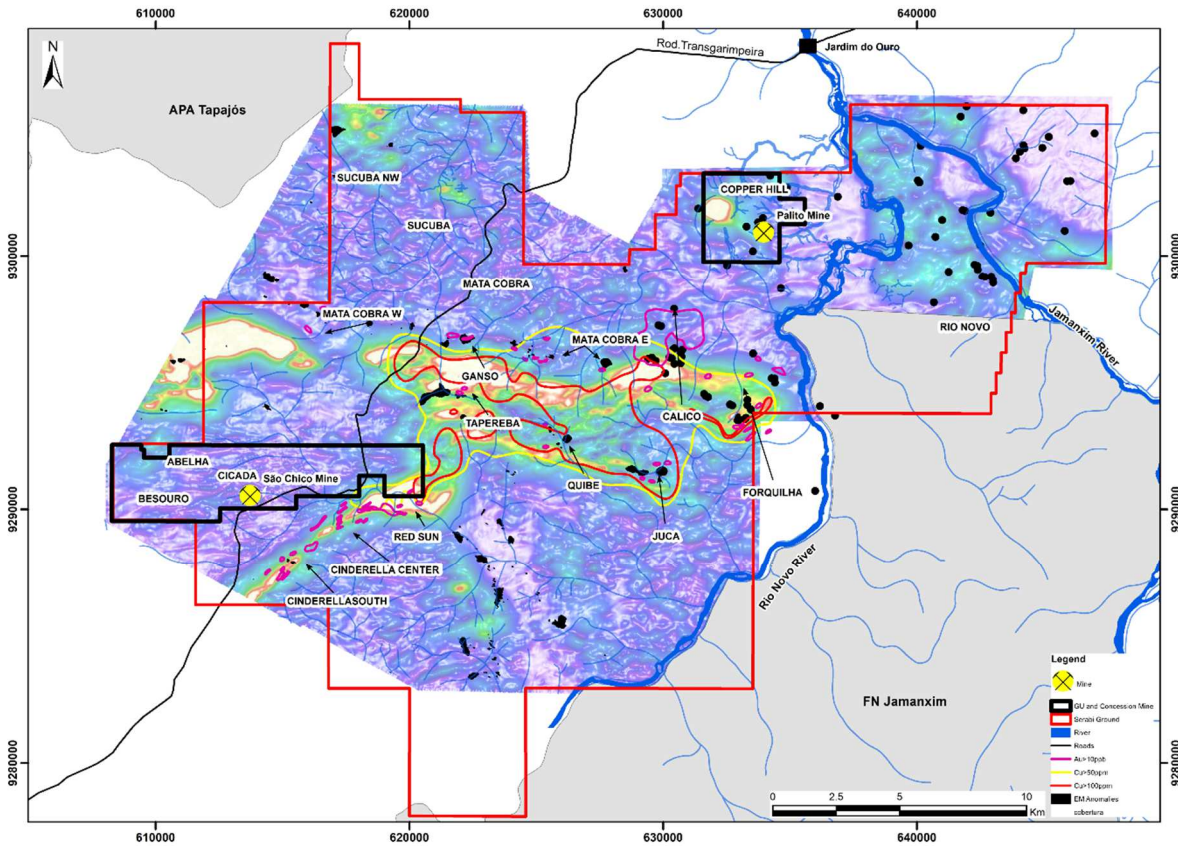 610000
620000
630000
640000
N
Rod.Transgarimpeira
Jardim do Ouro
APA Tapajós
SUCUBA NW
COPPER HILL
Palito Mine
SUCUBA
9300000
9300000
MATA COBRA
MATA COBRA W
MATA COBRA E
RIO NOVO
Jamanxim River
GANSO
TAPEREBA
CALICO
ABELHA
CICADA
São Chico Mine
BESOURO
QUIBE
FORQUILHA
9290000
9290000
RED SUN
JUCA
CINDERELLA CENTER
Rio Novo River
CINDERELLASOUTH
FN Jamanxim
Legend
Mine
GU and Concession Mine
Serabi Ground
River
Roads
Au>10ppb
Cu>50ppm
Cu>100ppm
EM Anomalies
sobertura
9280000
9280000
0
2.5
5
10
Km
610000
620000
630000
640000